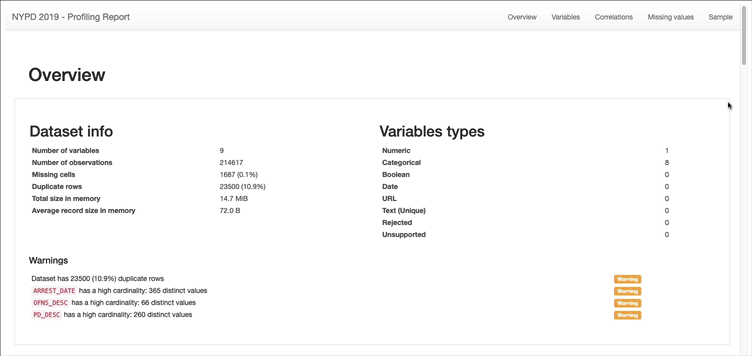 NYPD 2019 - Profiling Report Overview Variables Correlations Missing values Sample
Overview
Dataset info
Number of variables 9
Number of observations 214617
Missing cells 1687 (0.1%)
Duplicate rows 23500 (10.9%)
Total size in memory 14.7 MiB
Average record size in memory 72.0 B
Variables types
Numeric 1
Categorical 8
Boolean 0
Date 0
URL 0
Text (Unique) 0
Rejected 0
Unsupported 0
Warnings
Dataset has 23500 (10.9%) duplicate rows Warning
ARREST_DATE has a high cardinality: 365 distinct values Warning
OFNS_DESC has a high cardinality: 66 distinct values Warning
PD_DESC has a high cardinality: 260 distinct values Warning